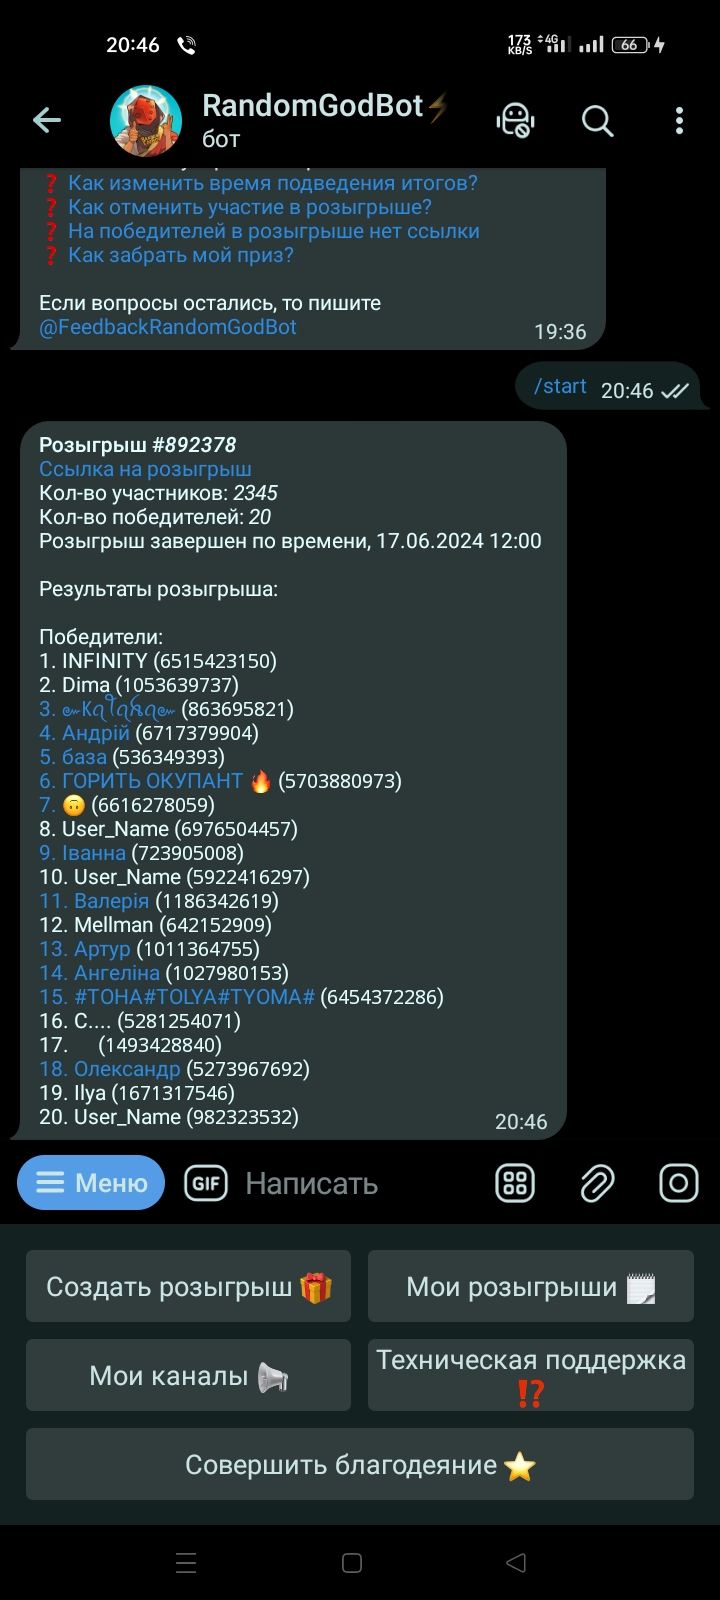 20:46
173 KB/S 4G 66
RandomGodBot⚡
бот
❓ Как изменить время подведения итогов?
❓ Как отменить участие в розыгрыше?
❓ На победителей в розыгрыше нет ссылки
❓ Как забрать мой приз?
Если вопросы остались, то пишите
@FeedbackRandomGodBot
19:36
/start 20:46
Розыгрыш #892378
Ссылка на розыгрыш
Кол-во участников: 2345
Кол-во победителей: 20
Розыгрыш завершен по времени, 17.06.2024 12:00
Результаты розыгрыша:
Победители:
1. INFINITY (6515423150)
2. Dima (1053639737)
3. (863695821)
4. Андрій (6717379904)
5. база (536349393)
6. ГОРИТЬ ОКУПАНТ 🔥 (5703880973)
7. 🙃 (6616278059)
8. User_Name (6976504457)
9. Іванна (723905008)
10. User_Name (5922416297)
11. Валерія (1186342619)
12. Mellman (642152909)
13. Артур (1011364755)
14. Ангеліна (1027980153)
15. #TOHA#TOLYA#TYOMA# (6454372286)
16. C.... (5281254071)
17. (1493428840)
18. Олександр (5273967692)
19. Ilya (1671317546)
20. User_Name (982323532)
20:46
Меню GIF Написать
Создать розыгрыш 🎁 Мои розыгрыши 🗒
Мои каналы 📢 Техническая поддержка ⁉️
Совершить благодеяние ⭐